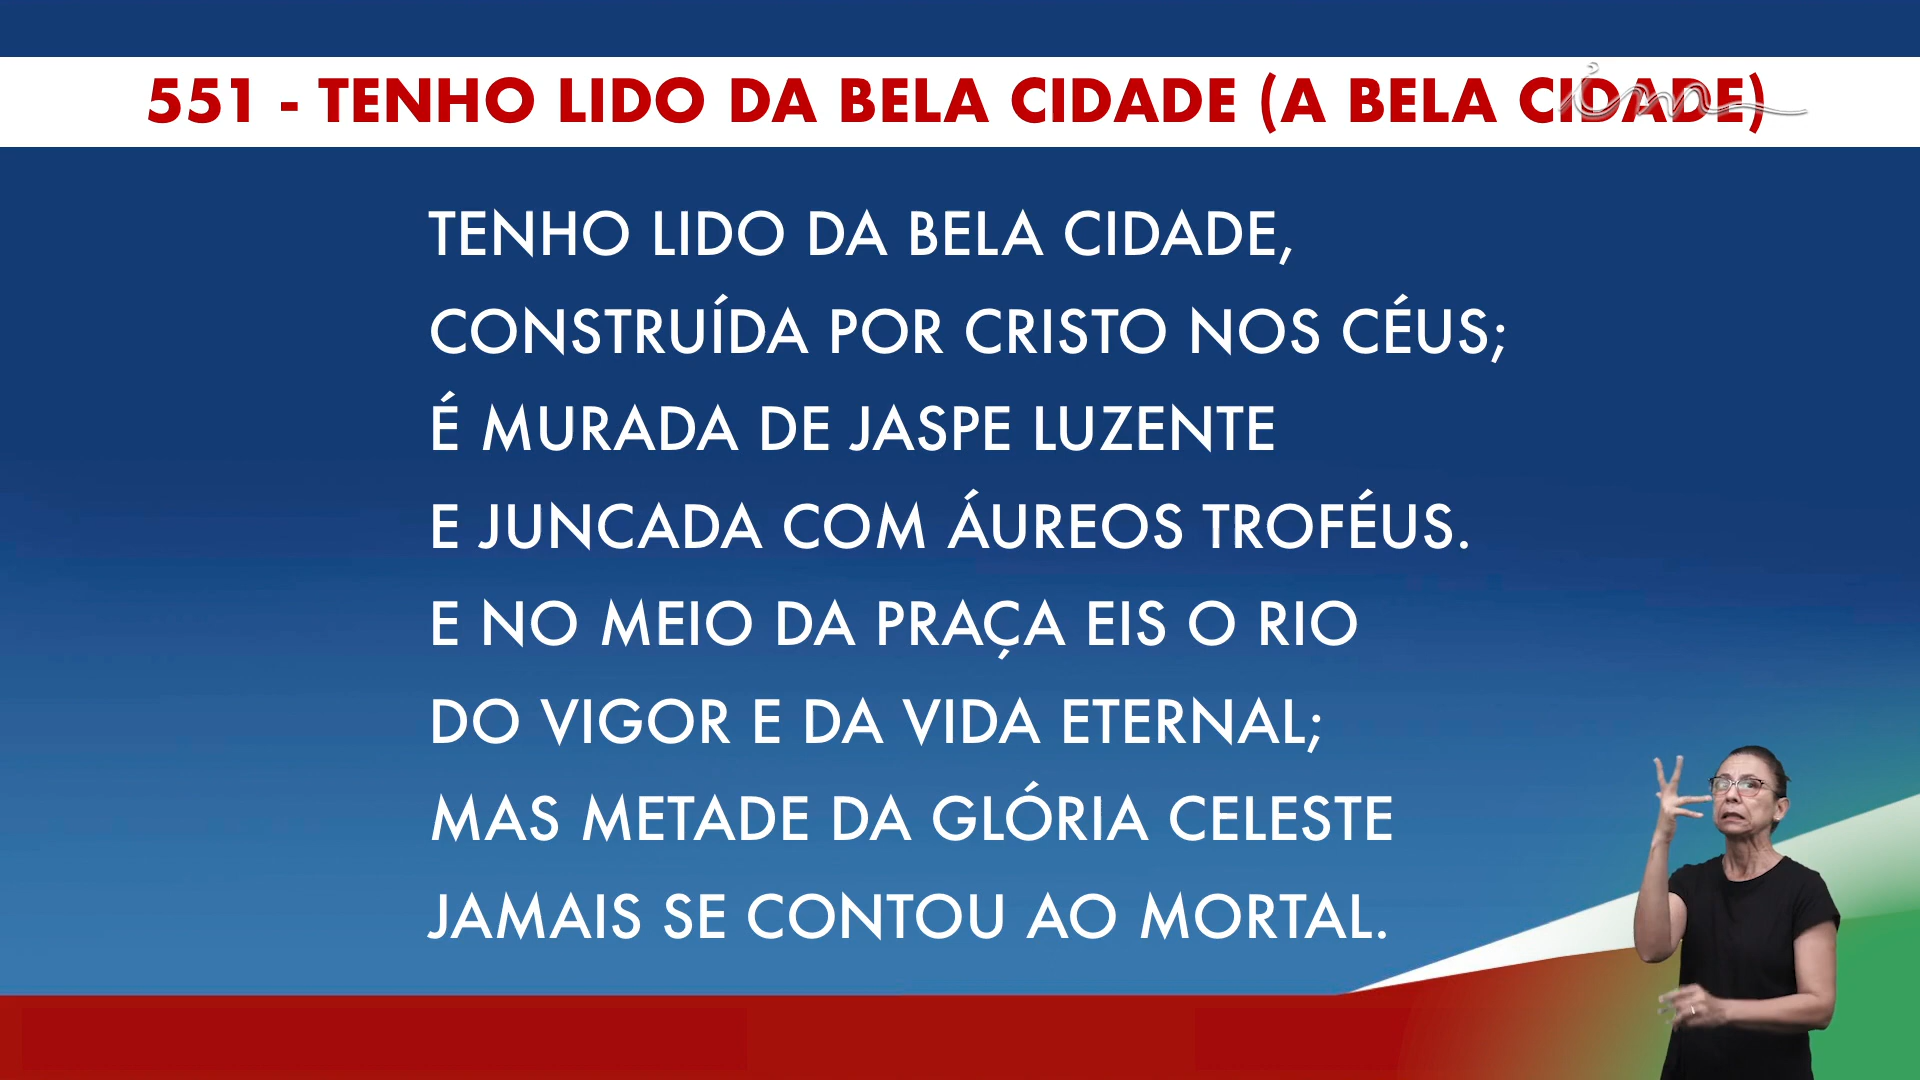 551 - TENHO LIDO DA BELA CIDADE (A BELA CIDADE)
TENHO LIDO DA BELA CIDADE,
CONSTRUÍDA POR CRISTO NOS CÉUS;
É MURADA DE JASPE LUZENTE
E JUNCADA COM ÁUREOS TROFÉUS.
E NO MEIO DA PRAÇA EIS O RIO
DO VIGOR E DA VIDA ETERNAL;
MAS METADE DA GLÓRIA CELESTE
JAMAIS SE CONTOU AO MORTAL.